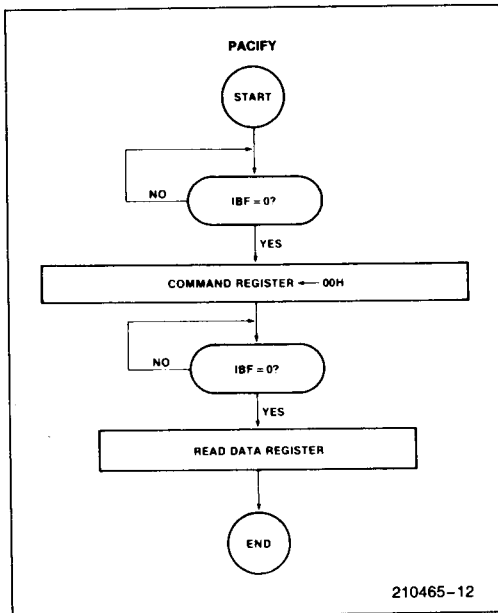 PACIFY
START
NO
IBF = 0?
YES
COMMAND REGISTER ← 00H
NO
IBF = 0?
YES
READ DATA REGISTER
END
210465–12